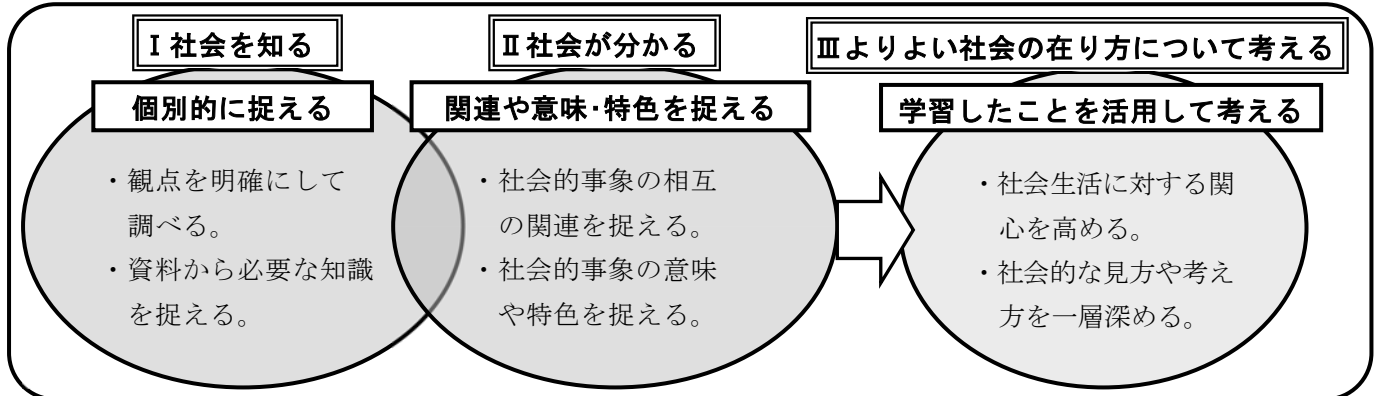 Ⅰ社会を知る
個別的に捉える
・観点を明確にして
調べる。
・資料から必要な知識
を捉える。
Ⅱ社会が分かる
関連や意味・特色を捉える
・社会的事象の相互
の関連を捉える。
・社会的事象の意味
や特色を捉える。
Ⅲよりよい社会の在り方について考える
学習したことを活用して考える
・社会生活に対する関
心を高める。
・社会的な見方や考え
方を一層深める。